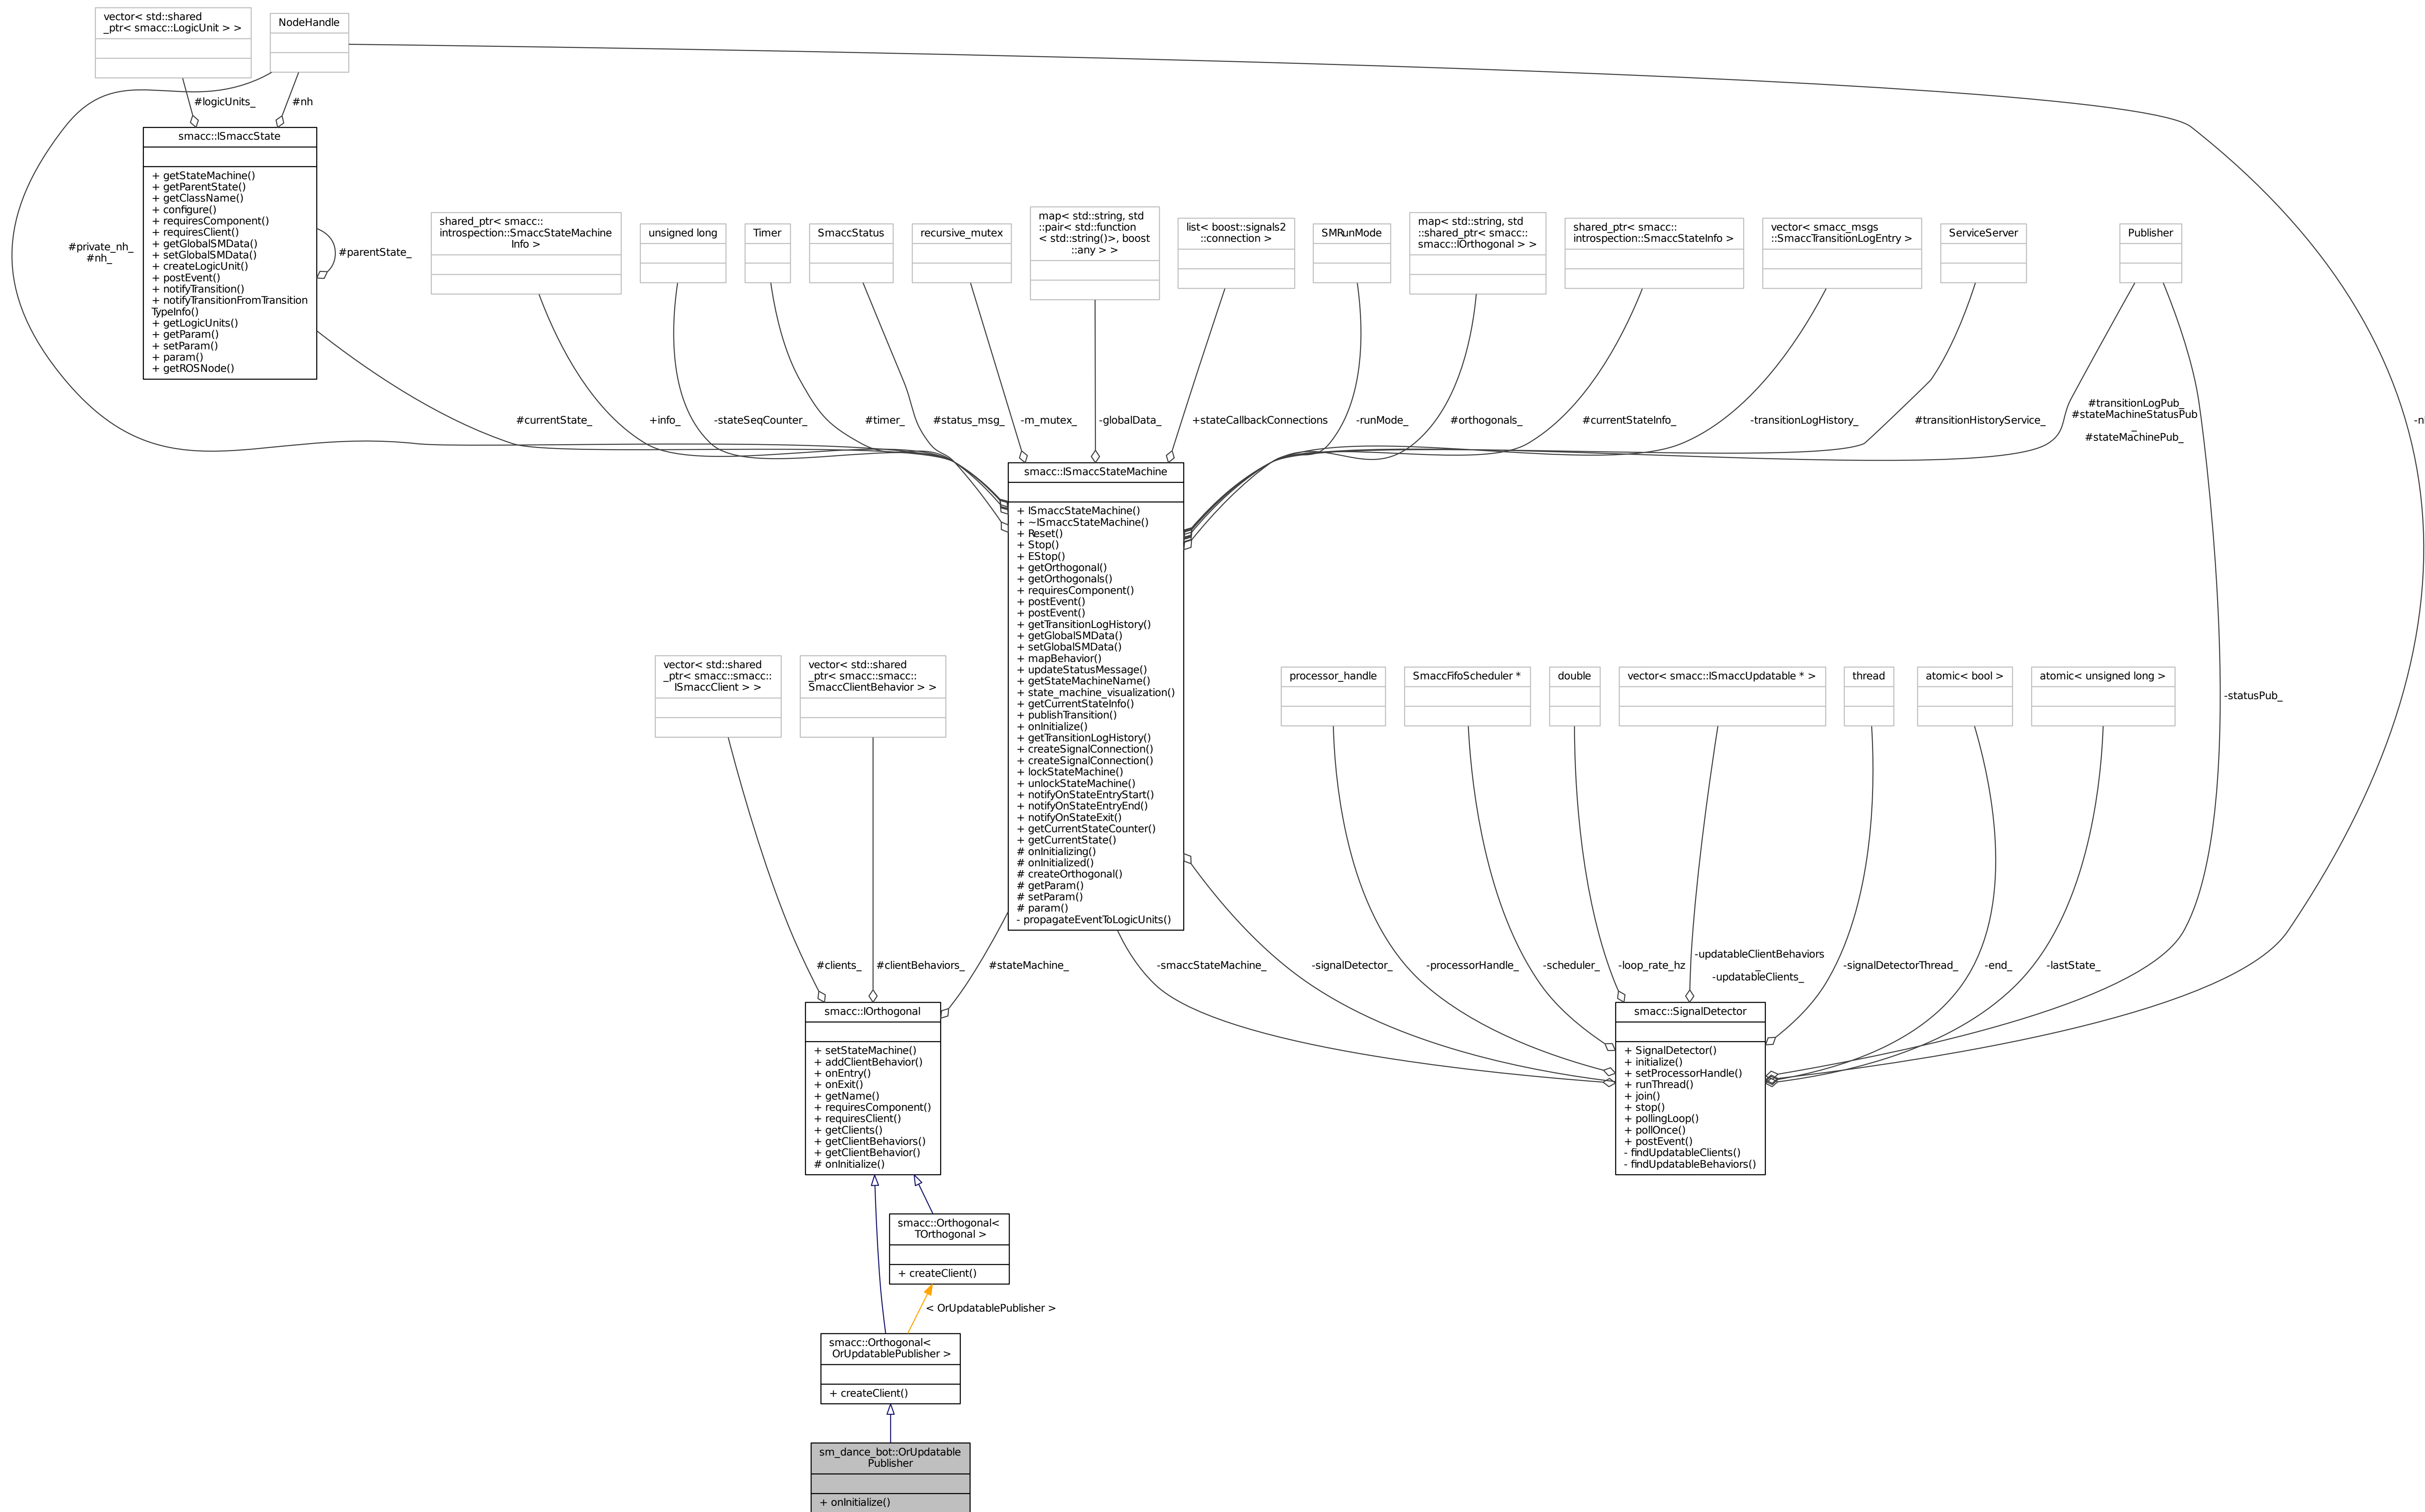 vector< std::shared
_ptr< smacc::LogicUnit > >
NodeHandle
#logicUnits_
#nh
smacc::ISmaccState
+ getStateMachine()
+ getParentState()
+ getClassName()
+ configure()
+ requiresComponent()
+ requiresClient()
+ getGlobalSMData()
+ setGlobalSMData()
+ createLogicUnit()
+ postEvent()
+ notifyTransition()
+ notifyTransitionFromTransition
TypeInfo()
+ getLogicUnits()
+ getParam()
+ setParam()
+ param()
+ getROSNode()
#private_nh_
#nh_
#parentState_
shared_ptr< smacc::
introspection::SmaccStateMachine
Info >
unsigned long
Timer
SmaccStatus
recursive_mutex
map< std::string, std
::pair< std::function
< std::string()>, boost
::any > >
list< boost::signals2
::connection >
SMRunMode
map< std::string, std
::shared_ptr< smacc::
smacc::IOrthogonal > >
shared_ptr< smacc::
introspection::SmaccStateInfo >
vector< smacc_msgs
::SmaccTransitionLogEntry >
ServiceServer
Publisher
#currentState_
+info_
-stateSeqCounter_
#timer_
#status_msg_
-m_mutex_
-globalData_
+stateCallbackConnections
-runMode_
#orthogonals_
#currentStateInfo_
-transitionLogHistory_
#transitionHistoryService_
#transitionLogPub_
#stateMachineStatusPub
_
#stateMachinePub_
-n
smacc::ISmaccStateMachine
+ ISmaccStateMachine()
+ ~ISmaccStateMachine()
+ Reset()
+ Stop()
+ EStop()
+ getOrthogonal()
+ getOrthogonals()
+ requiresComponent()
+ postEvent()
+ postEvent()
+ getTransitionLogHistory()
+ getGlobalSMData()
+ setGlobalSMData()
+ mapBehavior()
+ updateStatusMessage()
+ getStateMachineName()
+ state_machine_visualization()
+ getCurrentStateInfo()
+ publishTransition()
+ onInitialize()
+ getTransitionLogHistory()
+ createSignalConnection()
+ createSignalConnection()
+ lockStateMachine()
+ unlockStateMachine()
+ notifyOnStateEntryStart()
+ notifyOnStateEntryEnd()
+ notifyOnStateExit()
+ getCurrentStateCounter()
+ getCurrentState()
# onInitializing()
# onInitialized()
# createOrthogonal()
# getParam()
# setParam()
# param()
- propagateEventToLogicUnits()
vector< std::shared
_ptr< smacc::smacc::
ISmaccClient > >
vector< std::shared
_ptr< smacc::smacc::
SmaccClientBehavior > >
processor_handle
SmaccFifoScheduler *
double
vector< smacc::ISmaccUpdatable * >
thread
atomic< bool >
atomic< unsigned long >
-statusPub_
#clients_
#clientBehaviors_
#stateMachine_
-smaccStateMachine_
-signalDetector_
-processorHandle_
-scheduler_
-loop_rate_hz
-updatableClientBehaviors
_
-updatableClients_
-signalDetectorThread_
-end_
-lastState_
smacc::IOrthogonal
+ setStateMachine()
+ addClientBehavior()
+ onEntry()
+ onExit()
+ getName()
+ requiresComponent()
+ requiresClient()
+ getClients()
+ getClientBehaviors()
+ getClientBehavior()
# onInitialize()
smacc::SignalDetector
+ SignalDetector()
+ initialize()
+ setProcessorHandle()
+ runThread()
+ join()
+ stop()
+ pollingLoop()
+ pollOnce()
+ postEvent()
- findUpdatableClients()
- findUpdatableBehaviors()
smacc::Orthogonal<
TOrthogonal >
+ createClient()
< OrUpdatablePublisher >
smacc::Orthogonal<
OrUpdatablePublisher >
+ createClient()
sm_dance_bot::OrUpdatable
Publisher
+ onInitialize()